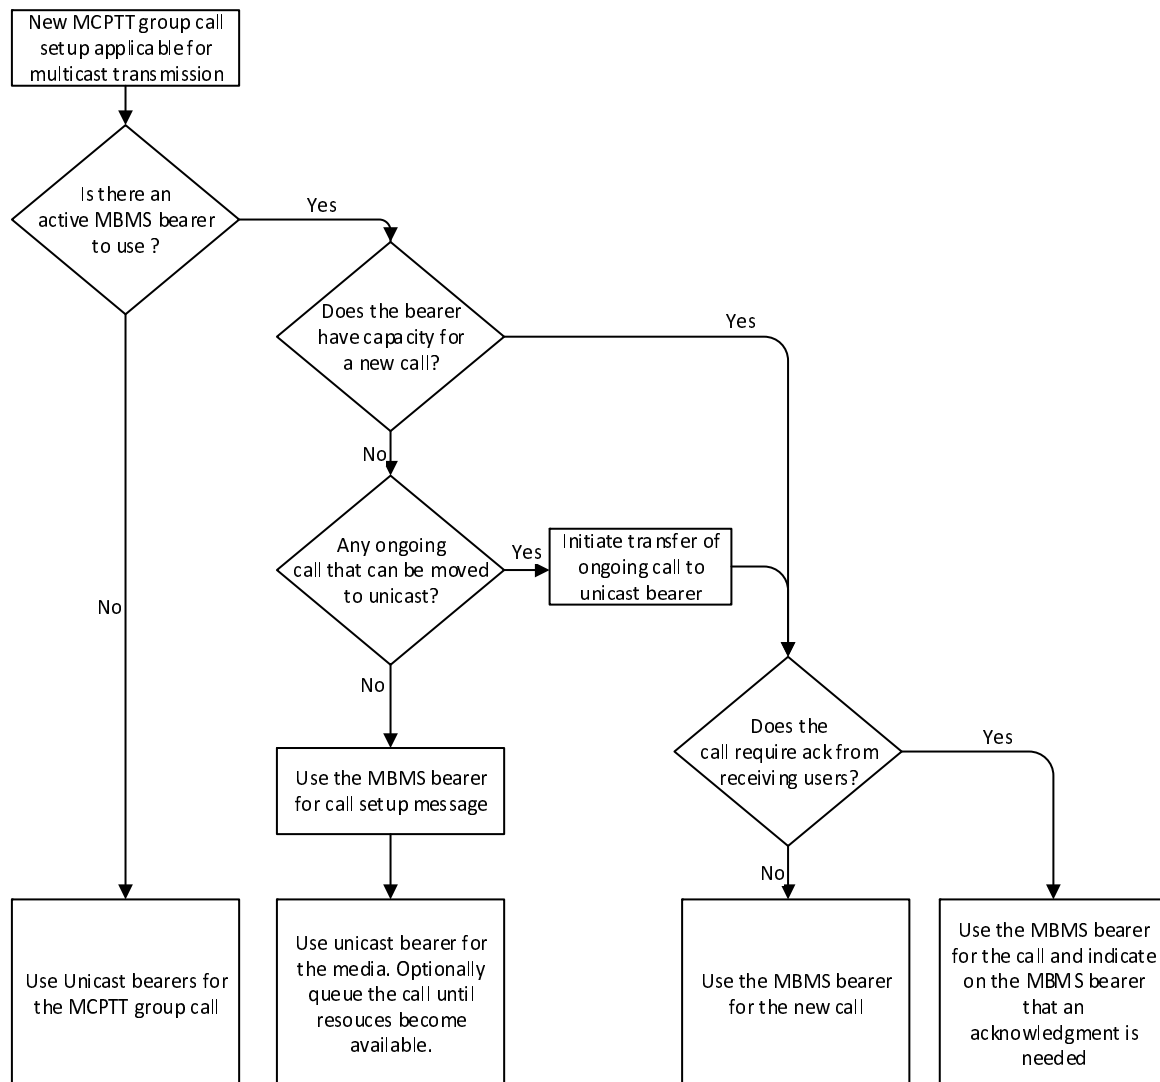 New MCPTT group call
setup applicable for
multicast transmission
Is there an
active MBMS bearer
to use ?
Yes
Does the bearer
have capacity for
a new call?
Yes
No
Any ongoing
call that can be moved
to unicast?
Yes
Initiate transfer of
ongoing call to
unicast bearer
No
No
Does the
call require ack from
receiving users?
Yes
Use the MBMS bearer
for call setup message
No
Use Unicast bearers for
the MCPTT group call
Use unicast bearer for
the media. Optionally
queue the call until
resouces become
available.
Use the MBMS bearer
for the new call
Use the MBMS bearer
for the call and indicate
on the MBMS bearer
that an
acknowledgment is
needed